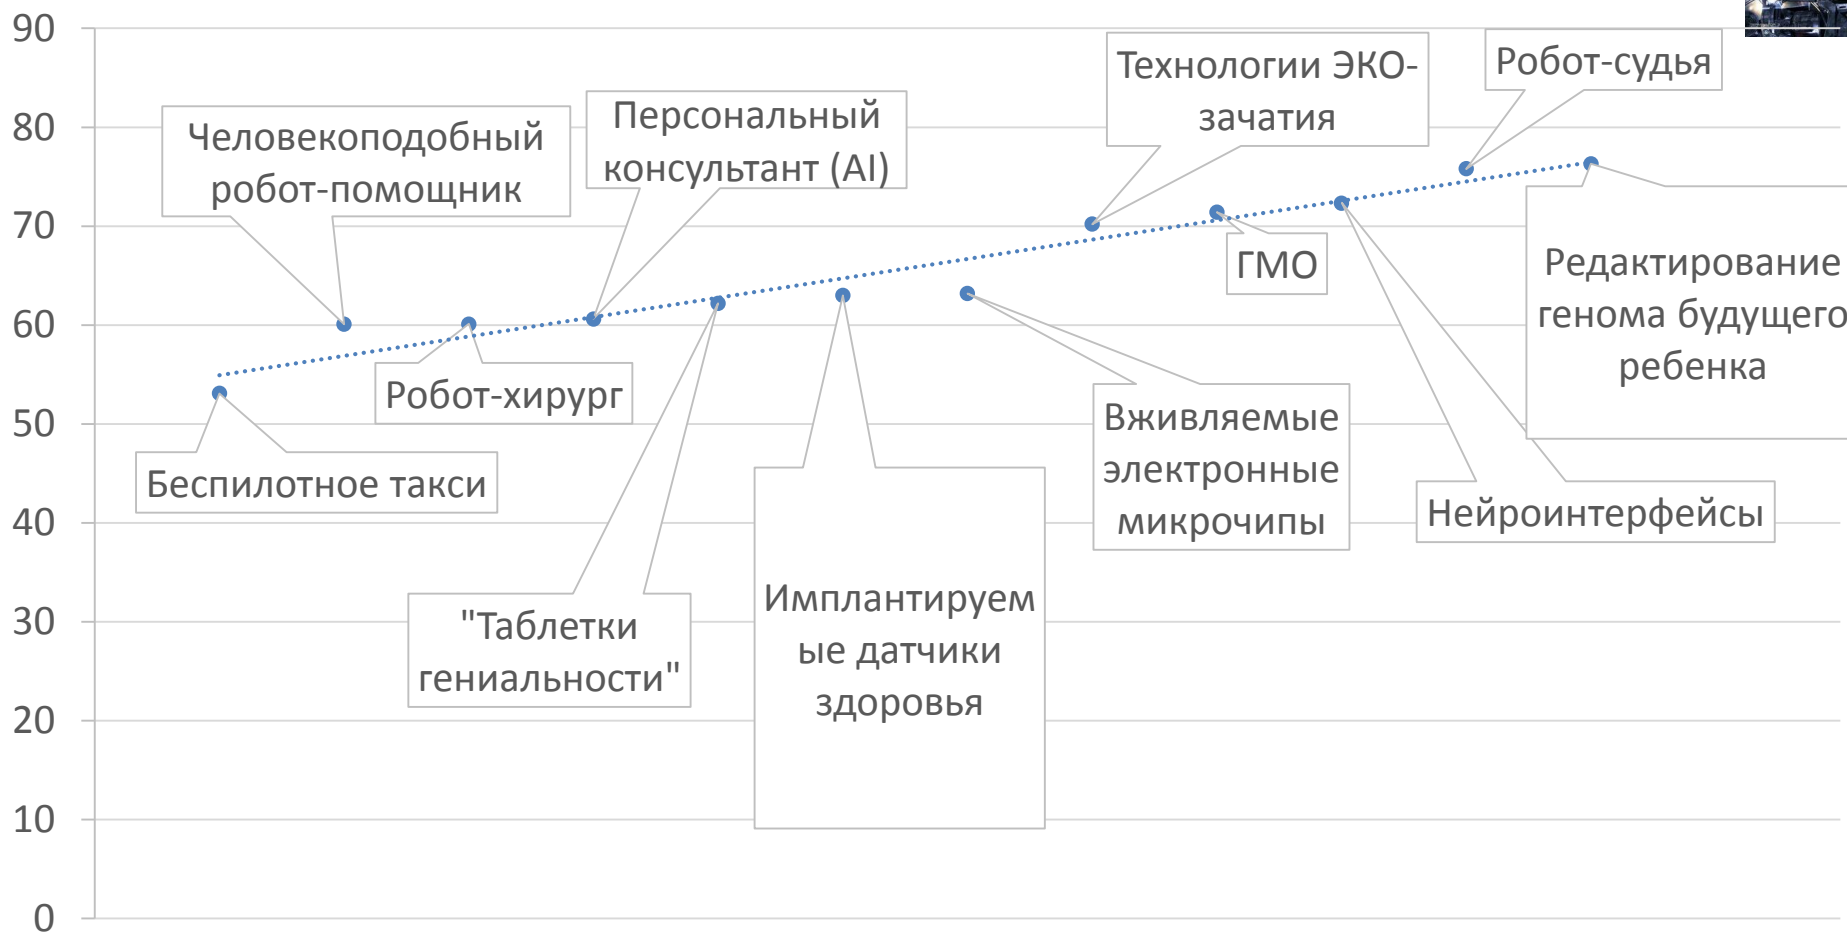 90
80
70
60
50
40
30
20
10
0
Беспилотное такси
Человекоподобный
робот-помощник
Робот-хирург
Персональный
консультант (AI)
"Таблетки
гениальности"
Имплантируем
ые датчики
здоровья
Вживляемые
электронные
микрочипы
Технологии ЭКО-
зачатия
ГМО
Нейроинтерфейсы
Робот-судья
Редактирование
генома будущего
ребенка